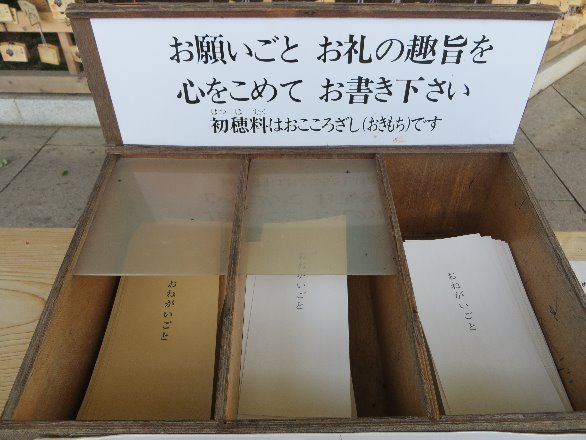 お願いごと お礼の趣旨を
心をこめて お書き下さい
初穂料はおこころざし(おきもち)です
おねがいごと
おねがいごと
おねがいごと